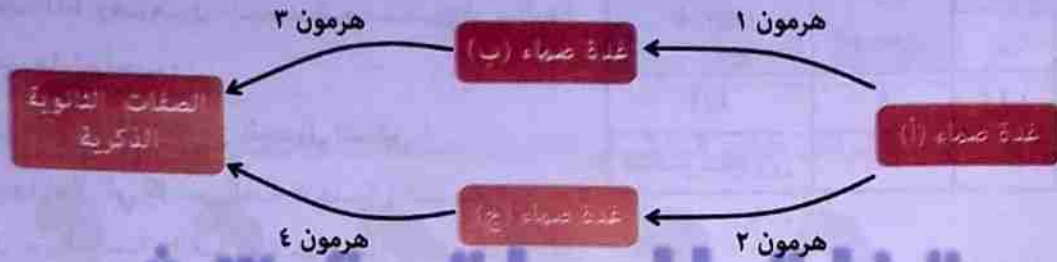 هرمون ١
هرمون ٣
غدة صماء (ب)
غدة صماء (أ)
الصفات الثانوية
الذكرية
غدة صماء (ج)
هرمون ٢
هرمون ٤